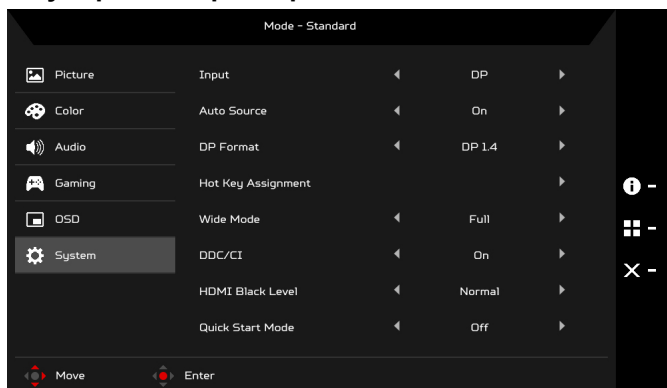 Mode - Standard
Picture
Input DP
Color
Auto Source On
Audio
DP Format DP 1.4
Gaming
Hot Key Assignment
OSD
Wide Mode Full
System
DDC/CI On
HDMI Black Level Normal
Quick Start Mode Off
Move Enter